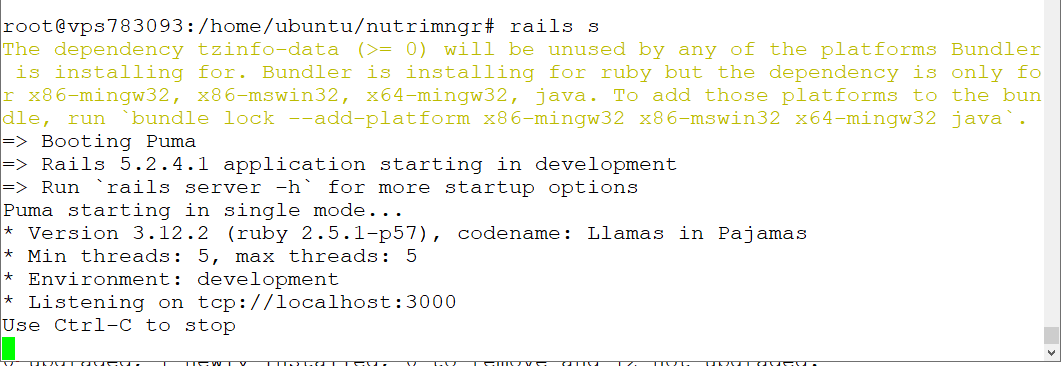 root@vps783093:/home/ubuntu/nutrimngr# rails s
The dependency tzinfo-data (>= 0) will be unused by any of the platforms Bundler
is installing for. Bundler is installing for ruby but the dependency is only fo
r x86-mingw32, x86-mswin32, x64-mingw32, java. To add those platforms to the bun
dle, run `bundle lock --add-platform x86-mingw32 x86-mswin32 x64-mingw32 java`.
=> Booting Puma
=> Rails 5.2.4.1 application starting in development
=> Run `rails server -h` for more startup options
Puma starting in single mode...
* Version 3.12.2 (ruby 2.5.1-p57), codename: Llamas in Pajamas
* Min threads: 5, max threads: 5
* Environment: development
* Listening on tcp://localhost:3000
Use Ctrl-C to stop